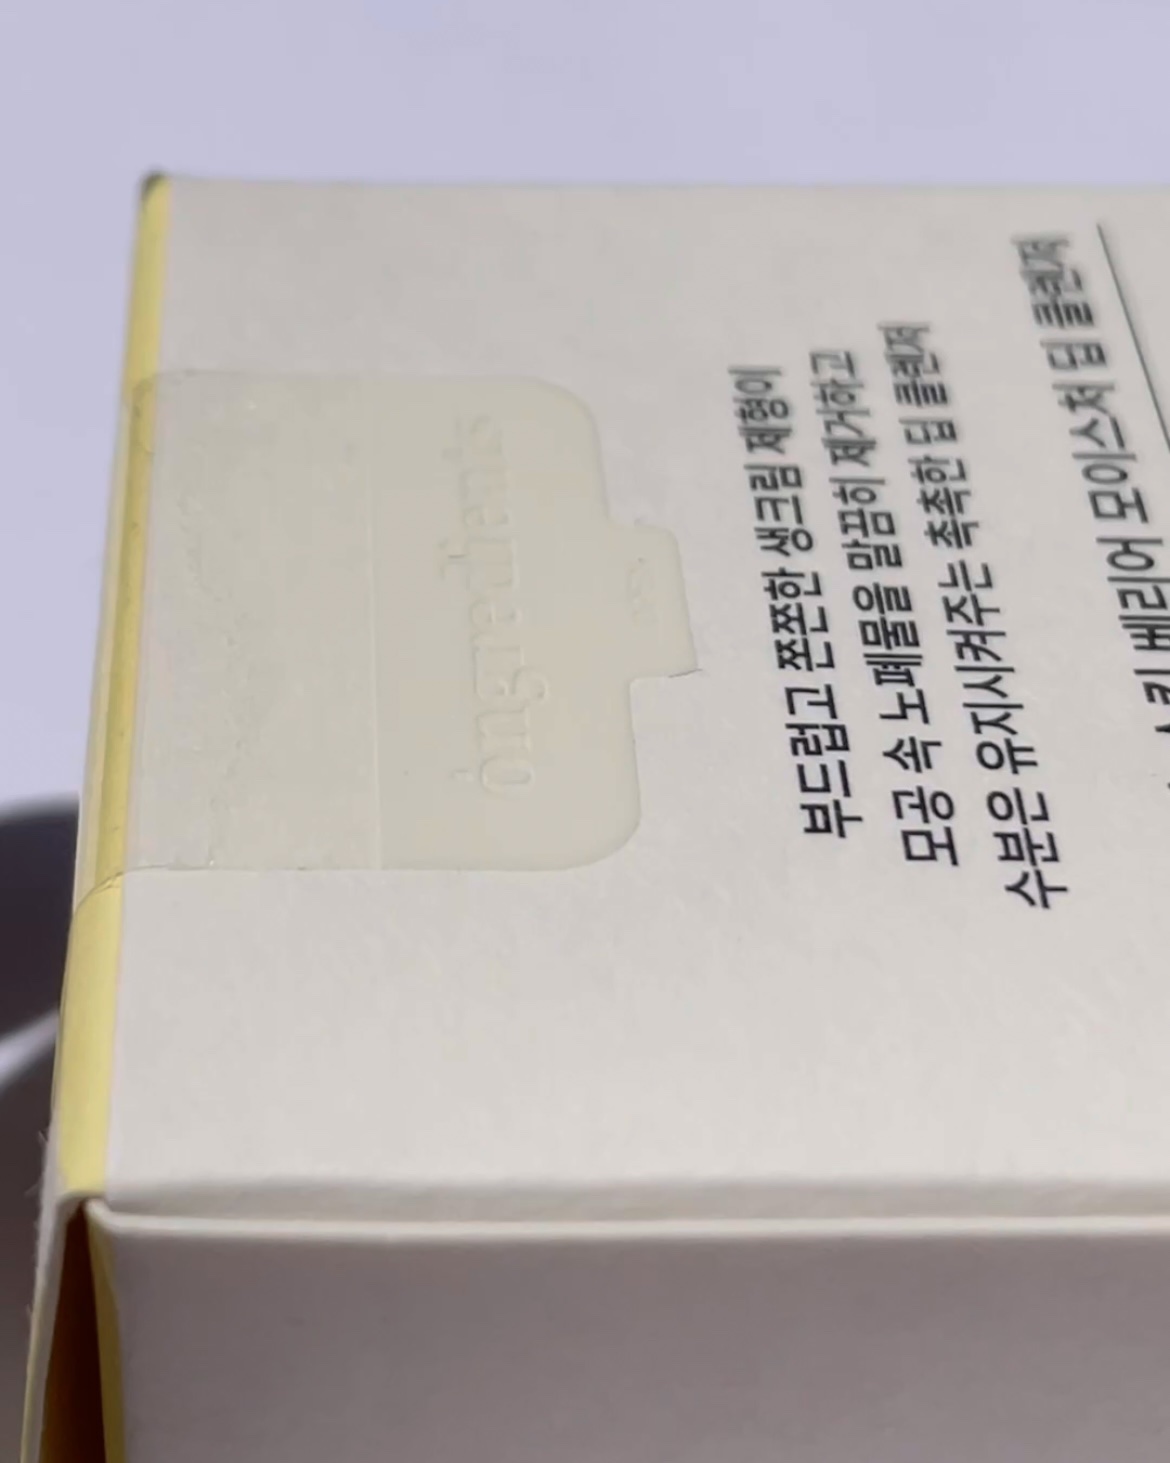 ongredients
부드럽고 쫀쫀한 생크림 제형이
모공 속 노폐물을 말끔히 제거하고
수분은 유지시켜주는 촉촉한 딥 클렌저
스킨 베리어 모이스처 딥 클렌저